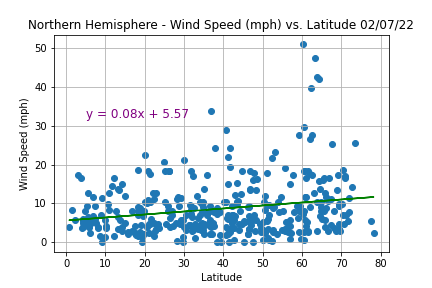 Northern Hemisphere - Wind Speed (mph) vs. Latitude 02/07/22
50
40
30
20
10
0
Wind Speed (mph)
y = 0.08x + 5.57
0 10 20 30 40 50 60 70 80
Latitude